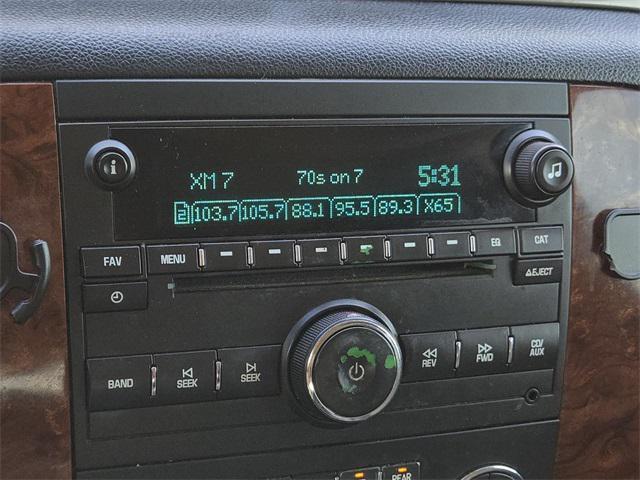 XM 7 70s on 7 5:31
2 103.7 105.7 88.1 95.5 89.3 X65
FAV MENU EQ CAT
EJECT
BAND SEEK SEEK REV FWD CD/
AUX
REAR